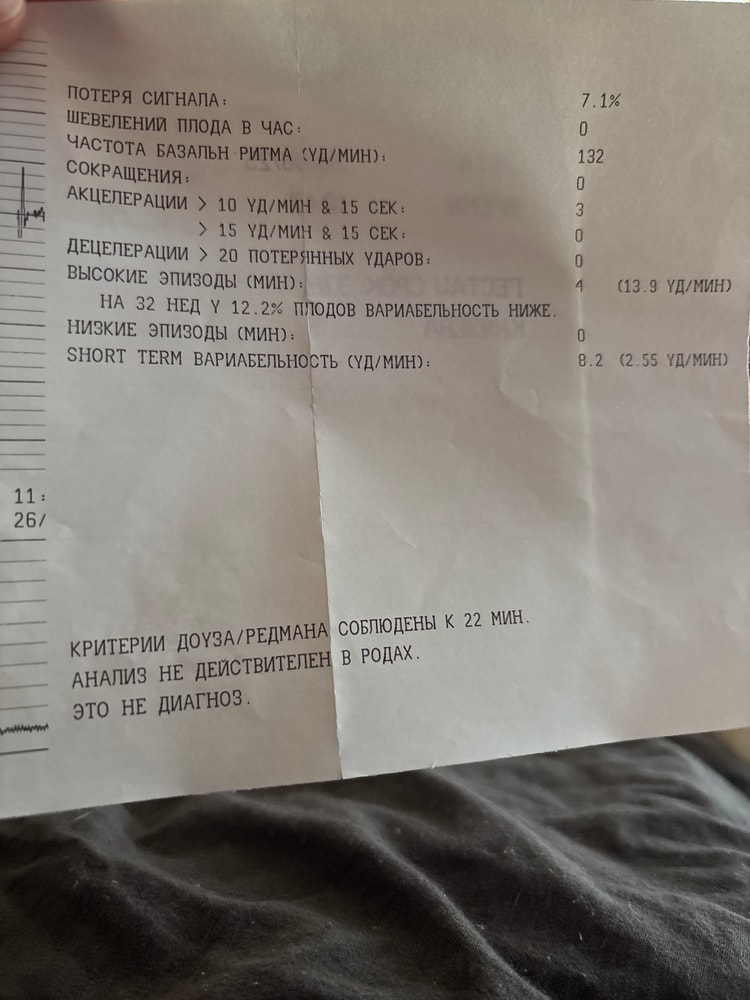 ПОТЕРЯ СИГНАЛА: 7.1%
ШЕВЕЛЕНИЙ ПЛОДА В ЧАС: 0
ЧАСТОТА БАЗАЛЬН РИТМА (УД/МИН): 132
СОКРАЩЕНИЯ: 0
АКЦЕЛЕРАЦИИ > 10 УД/МИН & 15 СЕК: 3
> 15 УД/МИН & 15 СЕК: 0
ДЕЦЕЛЕРАЦИИ > 20 ПОТЕРЯННЫХ УДАРОВ: 0
ВЫСОКИЕ ЭПИЗОДЫ (МИН): 4 (13.9 УД/МИН)
НА 32 НЕД У 12.2% ПЛОДОВ ВАРИАБЕЛЬНОСТЬ НИЖЕ.
НИЗКИЕ ЭПИЗОДЫ (МИН): 0
SHORT TERM ВАРИАБЕЛЬНОСТЬ (УД/МИН): 8.2 (2.55 УД/МИН)
11:
26/
КРИТЕРИИ ДОУЗА/РЕДМАНА СОБЛЮДЕНЫ К 22 МИН.
АНАЛИЗ НЕ ДЕЙСТВИТЕЛЕН В РОДАХ.
ЭТО НЕ ДИАГНОЗ.